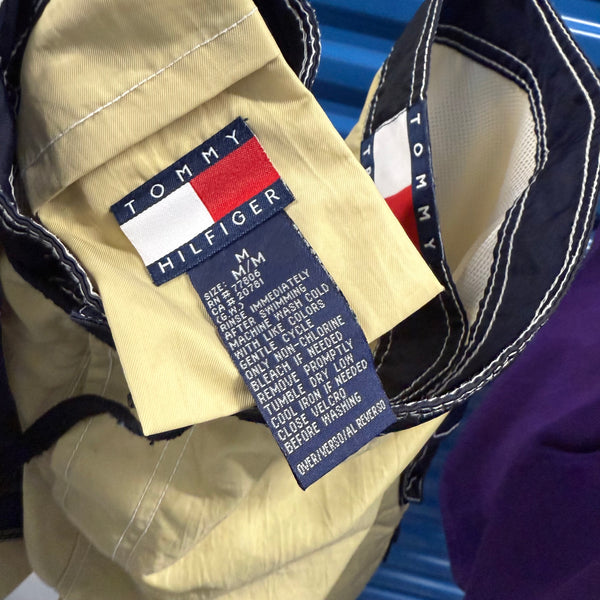 TOMMY
HILFIGER
M
M/M
SIZE:
RN# 77806
CA# 20781
(G.W.)
RINSE IMMEDIATELY
AFTER SWIMMING
MACHINE WASH COLD
WITH LIKE COLORS
GENTLE CYCLE
ONLY NON-CHLORINE
BLEACH IF NEEDED
REMOVE PROMPTLY
TUMBLE DRY LOW
COOL IRON IF NEEDED
CLOSE VELCRO
BEFORE WASHING
OVER/VERSO/AL REVERSO
TOMMY
T